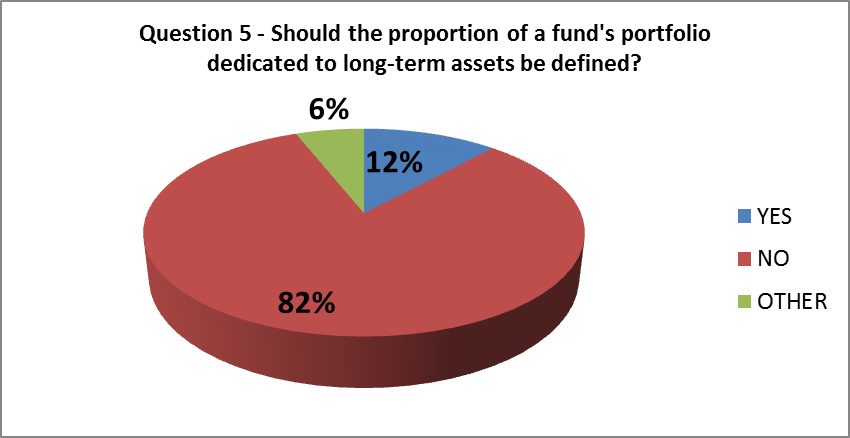 Question 5 - Should the proportion of a fund's portfolio
dedicated to long-term assets be defined?
6%
12%
82%
YES
NO
OTHER